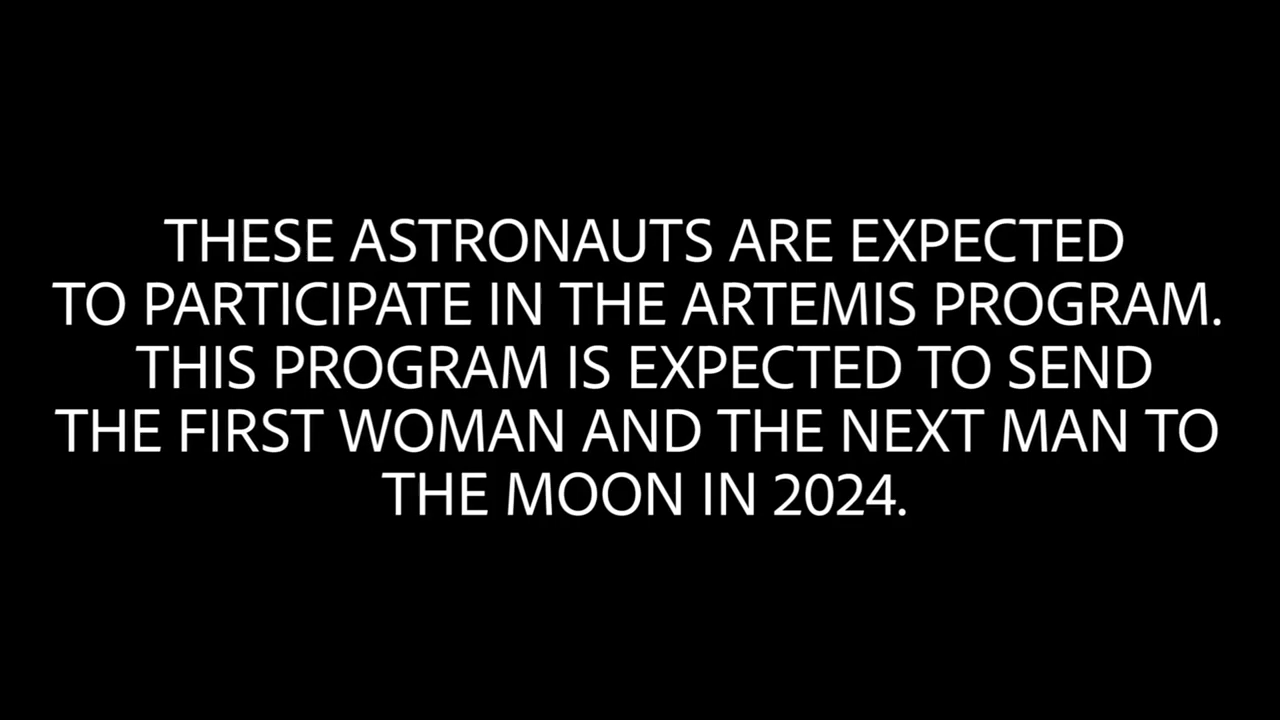 THESE ASTRONAUTS ARE EXPECTED
TO PARTICIPATE IN THE ARTEMIS PROGRAM.
THIS PROGRAM IS EXPECTED TO SEND
THE FIRST WOMAN AND THE NEXT MAN TO
THE MOON IN 2024.